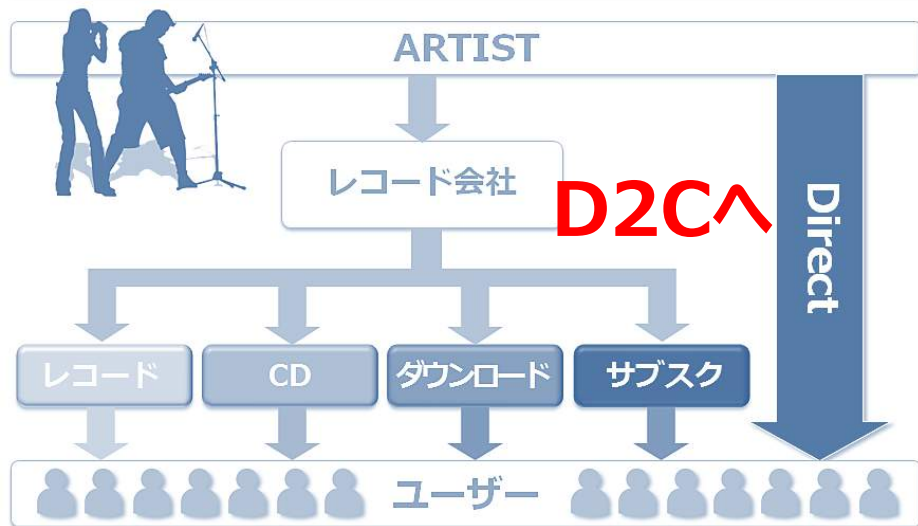 ARTIST
レコード会社
D2Cへ
Direct
レコード
CD
ダウンロード
サブスク
ユーザー